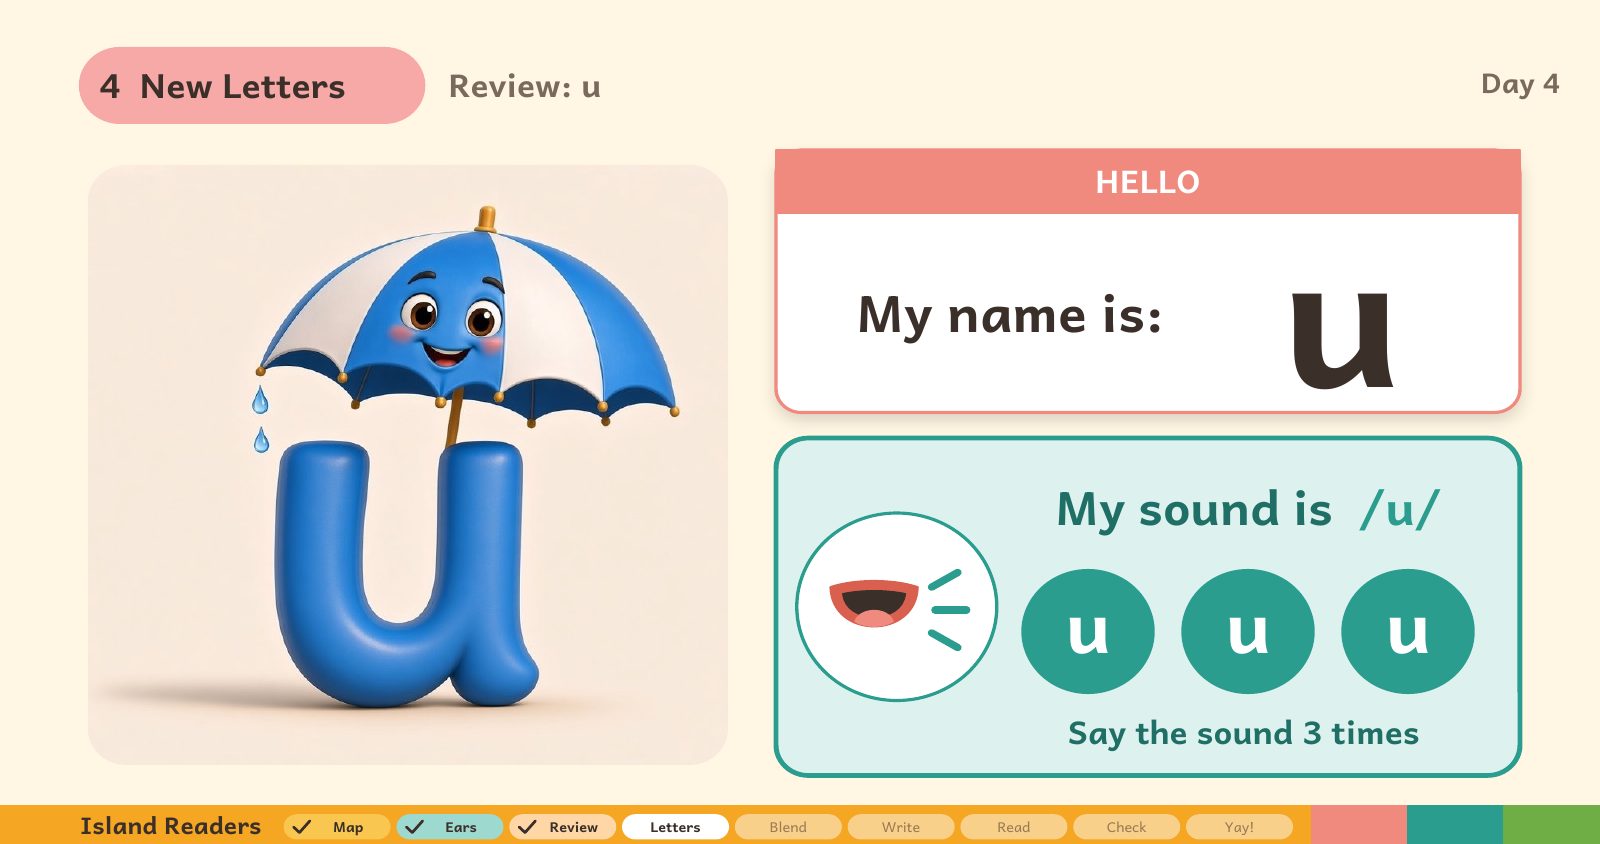 4 New Letters
Review: u
Day 4
HELLO
My name is: u
My sound is /u/
u u u
Say the sound 3 times
Island Readers Map Ears Review Letters Blend Write Read Check Yay!